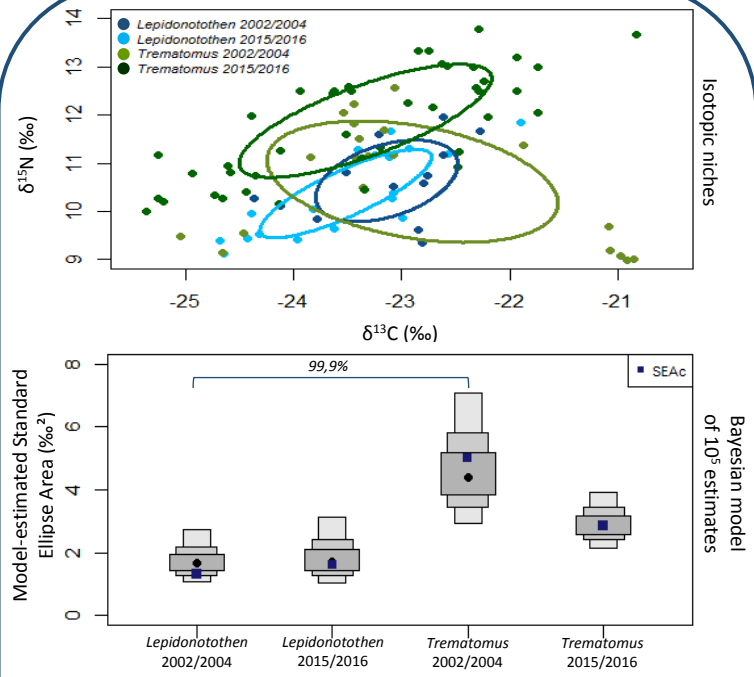 Lepidonotothen 2002/2004
Lepidonotothen 2015/2016
Trematomus 2002/2004
Trematomus 2015/2016
14
13
12
11
10
9
δ¹⁵N (‰)
-25 -24 -23 -22 -21
δ¹³C (‰)
Isotopic niches
8
6
4
2
0
Model-estimated Standard
Ellipse Area (‰²)
99,9%
SEAc
Bayesian model
of 10⁵ estimates
Lepidonotothen Lepidonotothen Trematomus Trematomus
2002/2004 2015/2016 2002/2004 2015/2016